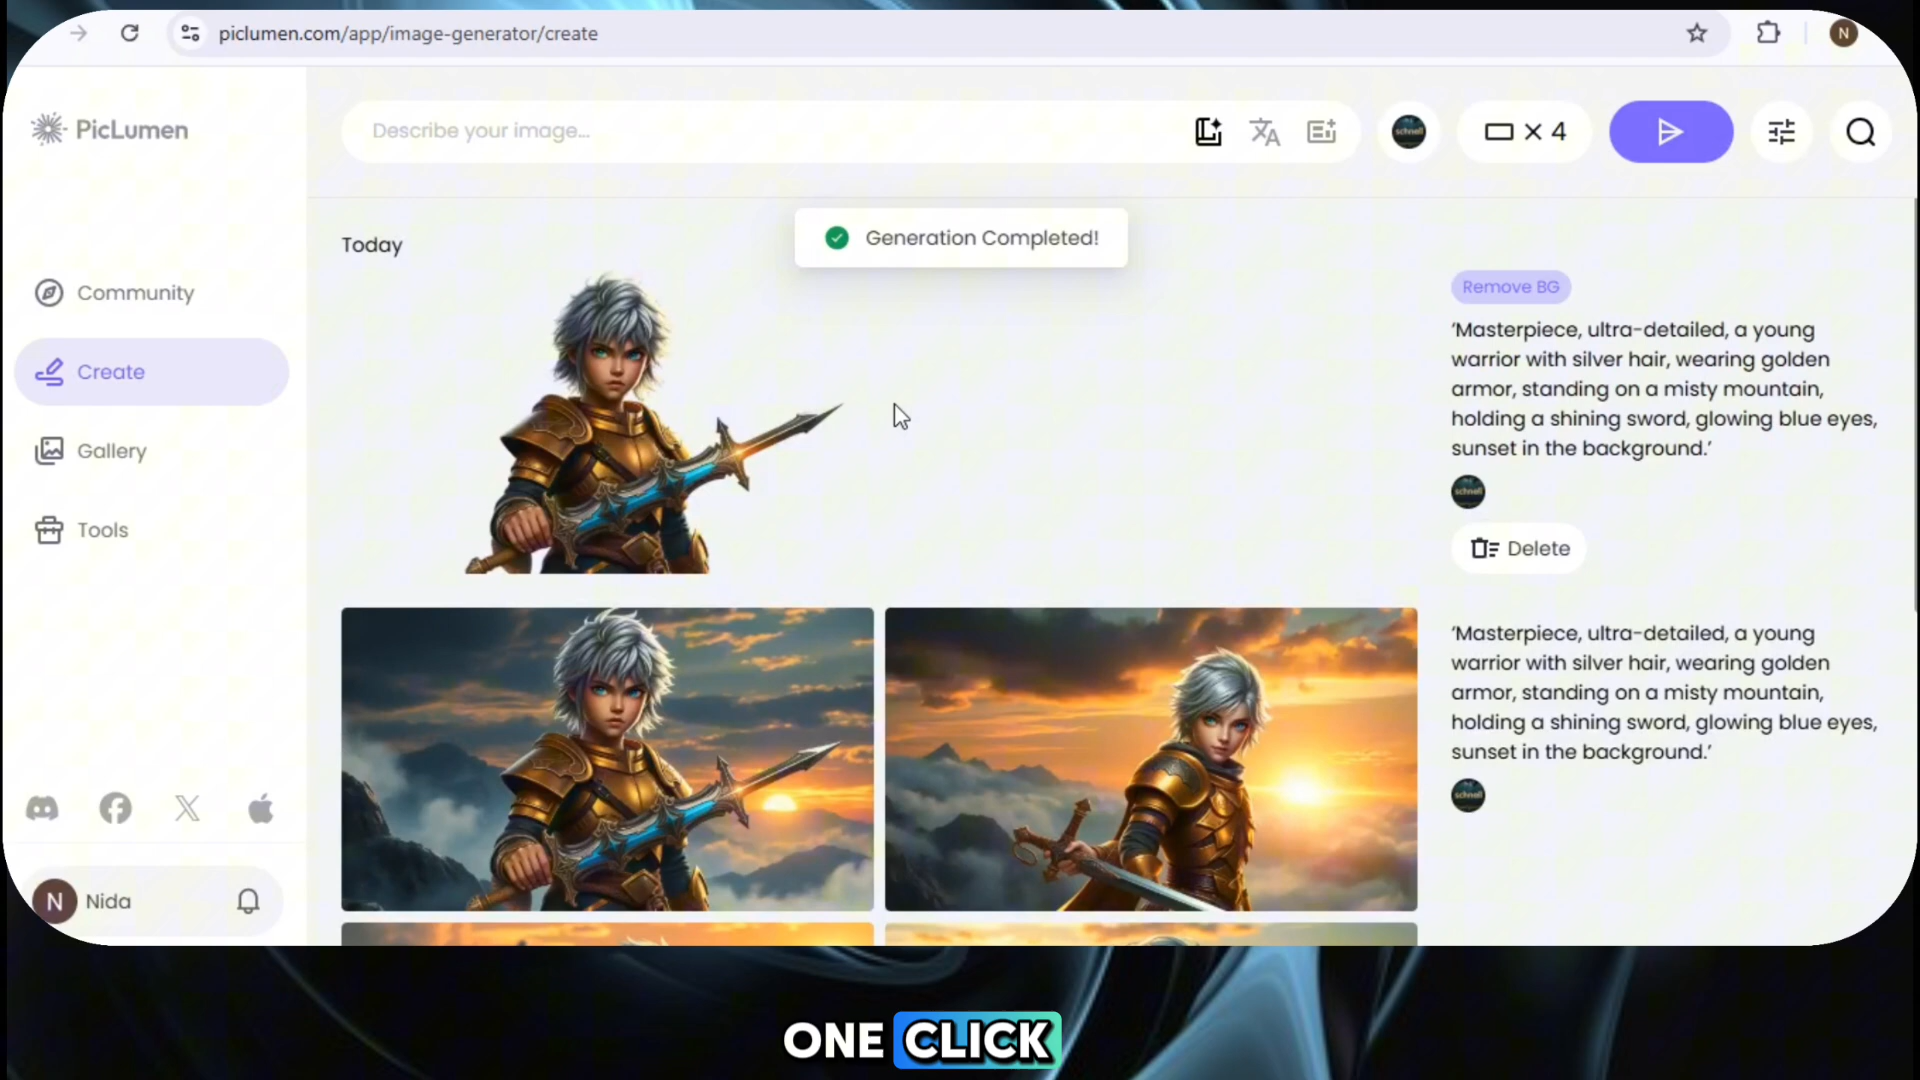 piclumen.com/app/image-generator/create
N
PicLumen
Describe your image...
schnell
× 4
Generation Completed!
Today
Community
Create
Gallery
Tools
Remove BG
‘Masterpiece, ultra-detailed, a young
warrior with silver hair, wearing golden
armor, standing on a misty mountain,
holding a shining sword, glowing blue eyes,
sunset in the background.’
schnell
Delete
‘Masterpiece, ultra-detailed, a young
warrior with silver hair, wearing golden
armor, standing on a misty mountain,
holding a shining sword, glowing blue eyes,
sunset in the background.’
schnell
N Nida
ONE CLICK